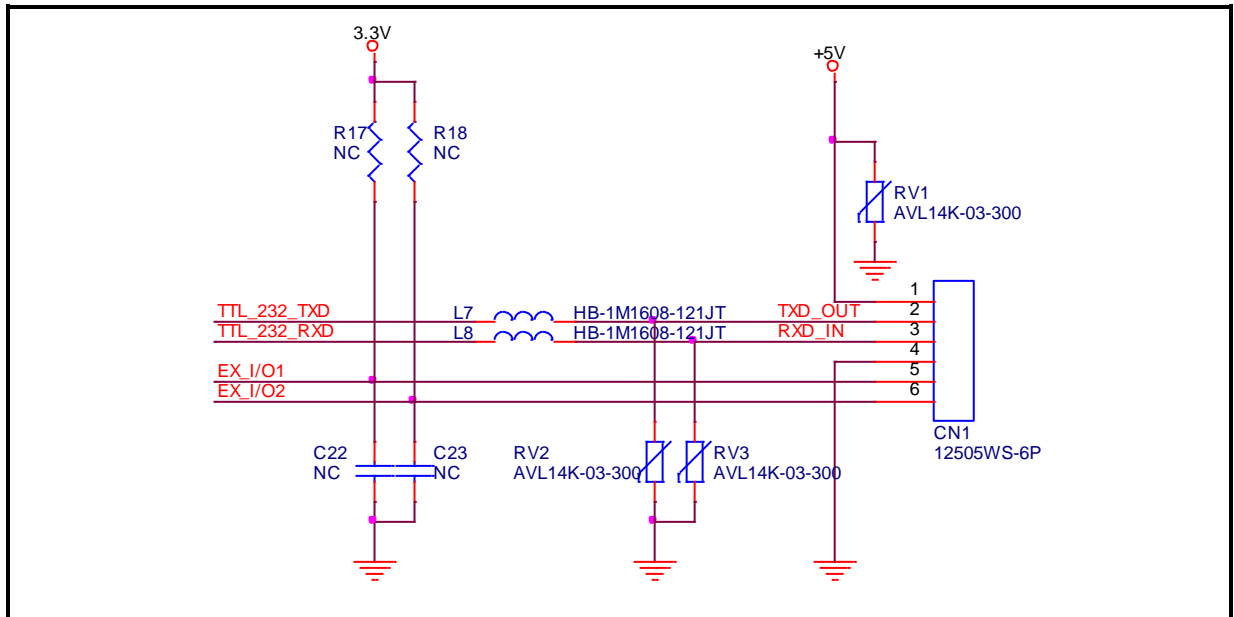 3.3V
+5V
R17
NC
R18
NC
RV1
AVL14K-03-300
TTL_232_TXD
L7
HB-1M1608-121JT
TXD_OUT
TTL_232_RXD
L8
HB-1M1608-121JT
RXD_IN
EX_I/O1
EX_I/O2
1
2
3
4
5
6
CN1
12505WS-6P
C22
NC
C23
NC
RV2
AVL14K-03-300
RV3
AVL14K-03-300